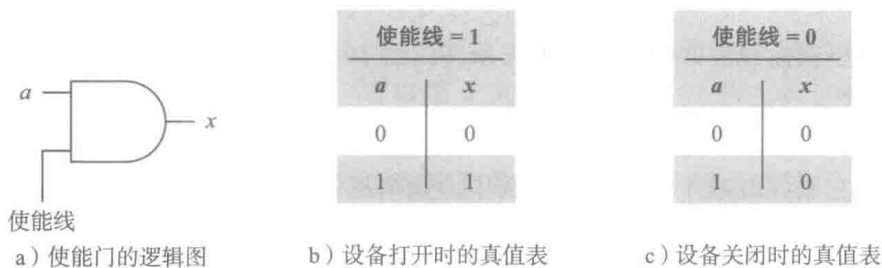 a
x
使能线
a）使能门的逻辑图
使能线 = 1
a x
0 0
1 1
b）设备打开时的真值表
使能线 = 0
a x
0 0
1 0
c）设备关闭时的真值表